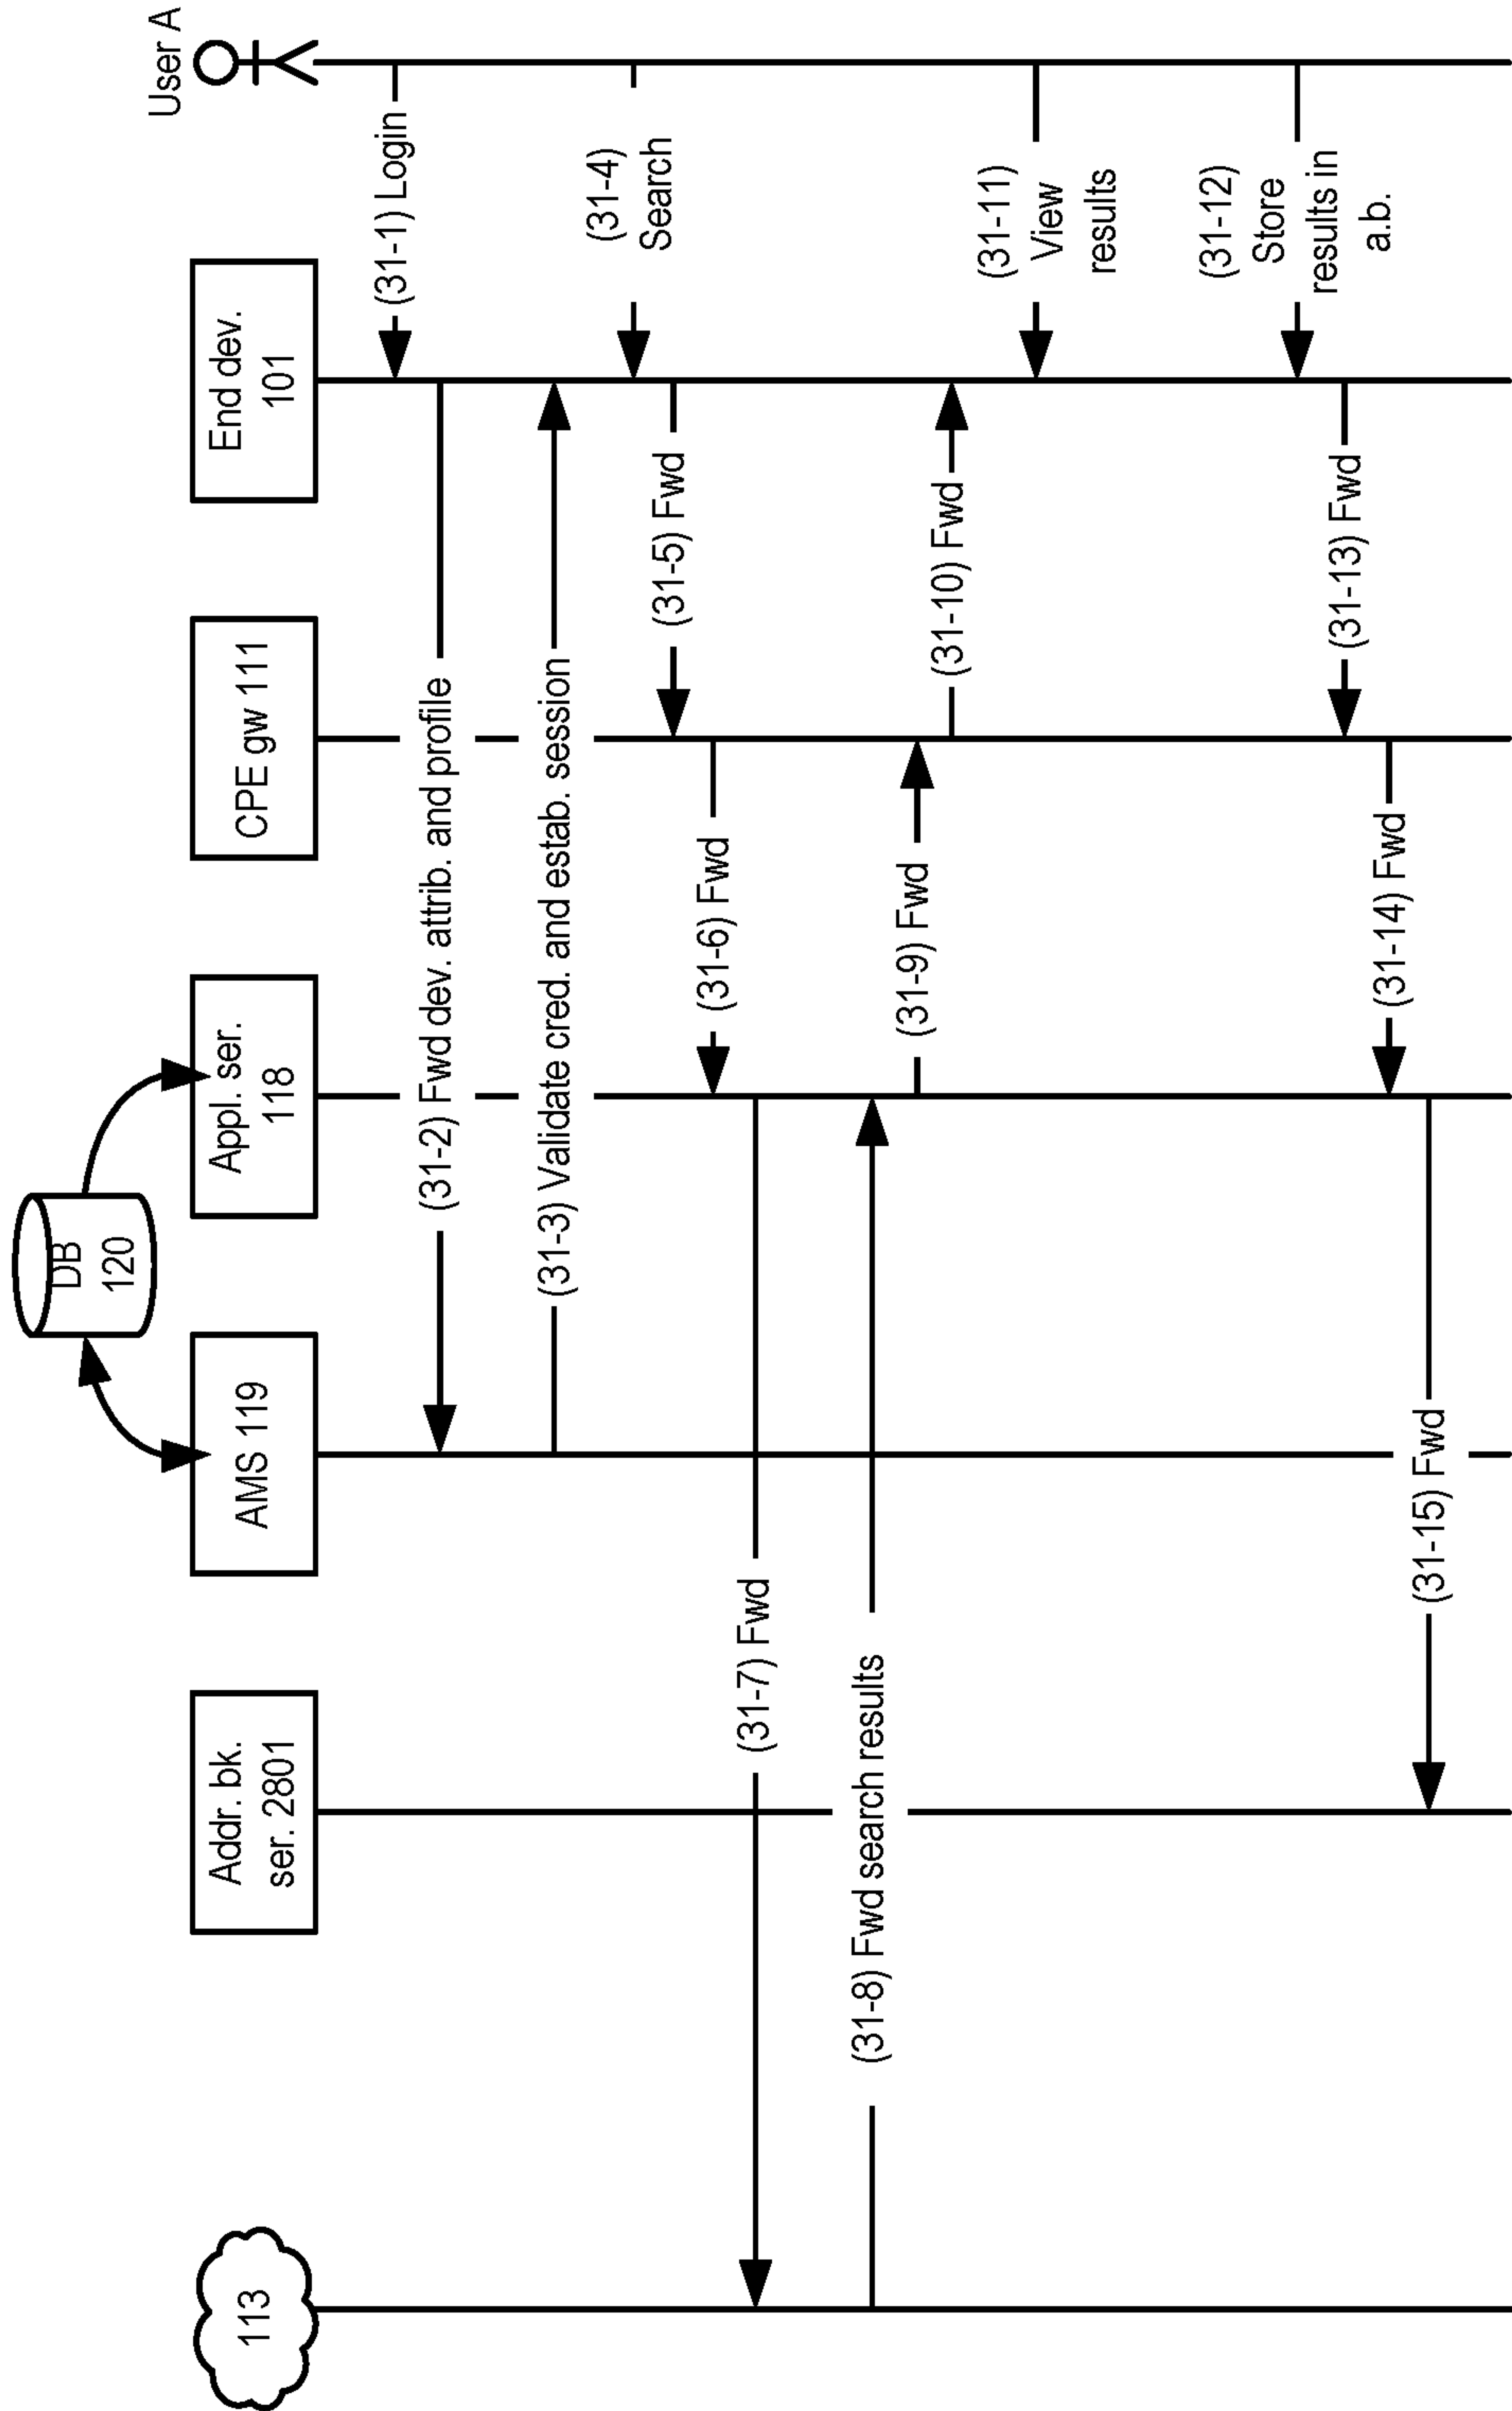 113
Addr. bk.
ser. 2801
AMS 119
DB
120
Appl. ser.
118
CPE gw 111
End dev.
101
User A
(31-1) Login
(31-2) Fwd dev. attrib. and profile
(31-3) Validate cred. and estab. session
(31-4)
Search
(31-5) Fwd
(31-6) Fwd
(31-7) Fwd
(31-8) Fwd search results
(31-9) Fwd
(31-10) Fwd
(31-11)
View
results
(31-12)
Store
results in
a.b.
(31-13) Fwd
(31-14) Fwd
(31-15) Fwd